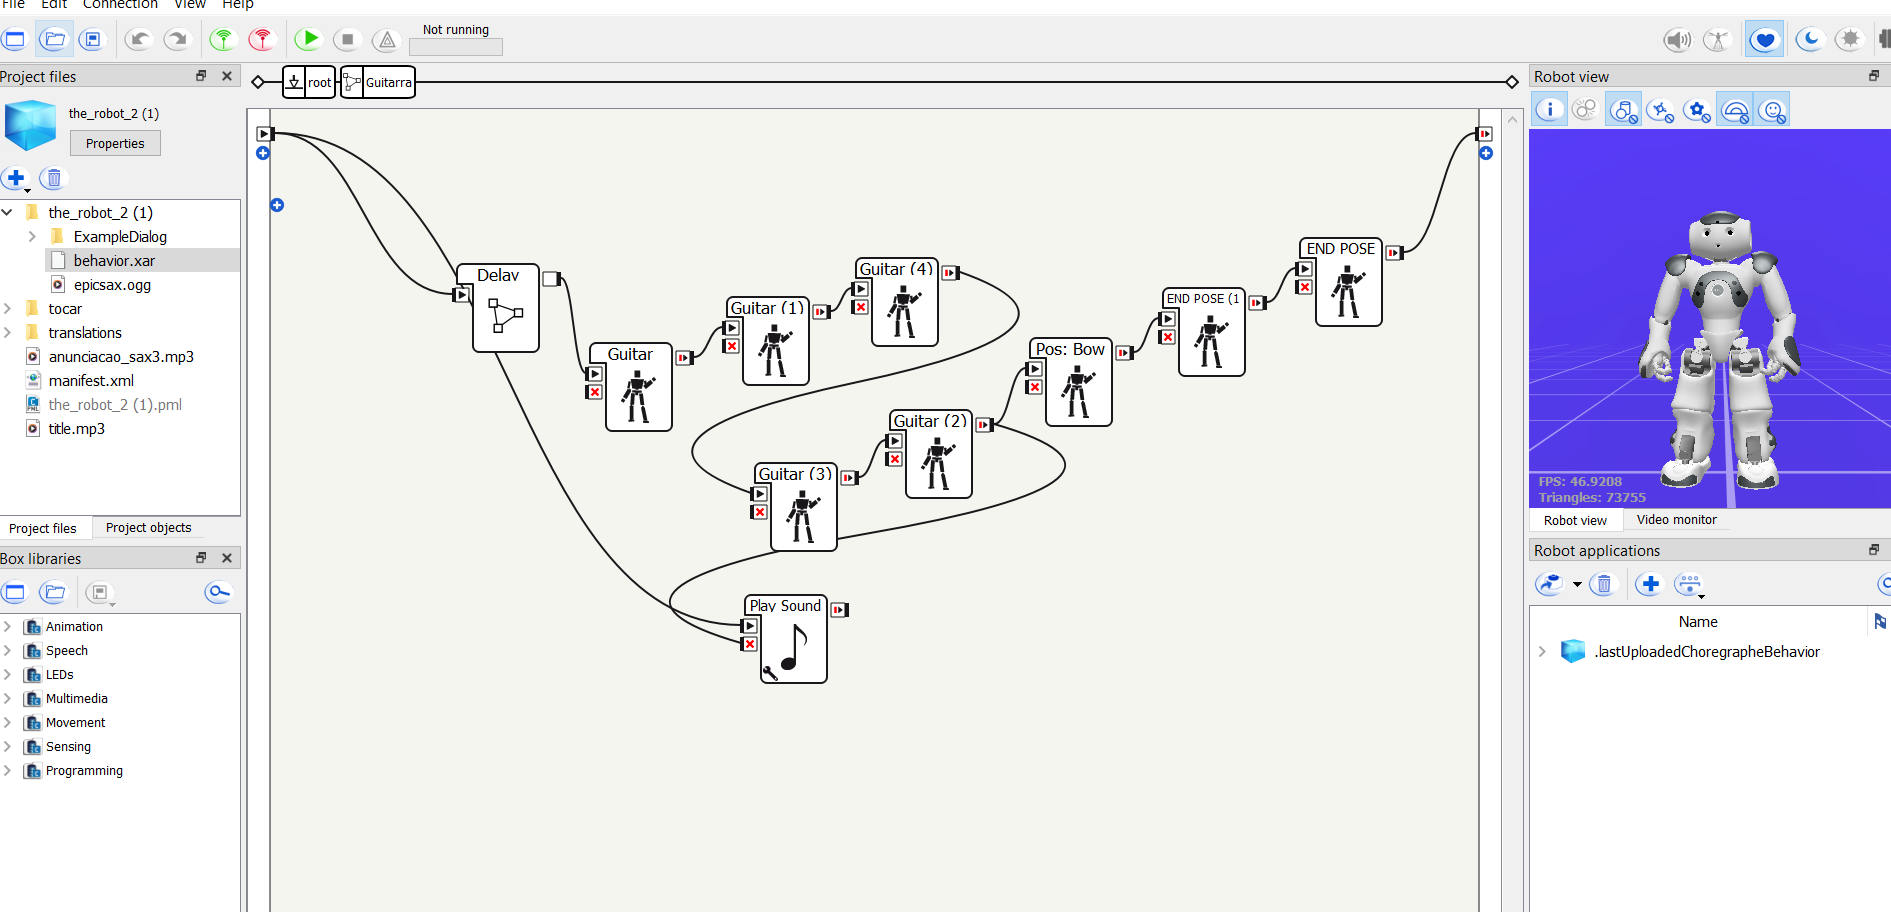 File Edit Connection View Help
Not running
Project files
the_robot_2 (1)
Properties
the_robot_2 (1)
ExampleDialog
behavior.xar
epicsax.ogg
tocar
translations
anunciacao_sax3.mp3
manifest.xml
the_robot_2 (1).pml
title.mp3
Project files
Project objects
Box libraries
Animation
Speech
LEDs
Multimedia
Movement
Sensing
Programming
root
Guitarra
Delay
Guitar
Guitar (1)
Guitar (4)
Guitar (3)
Guitar (2)
Pos: Bow
END POSE (1
END POSE
Play Sound
Robot view
FPS: 46.9208
Triangles: 73755
Robot view
Video monitor
Robot applications
Name
.lastUploadedChoregrapheBehavior